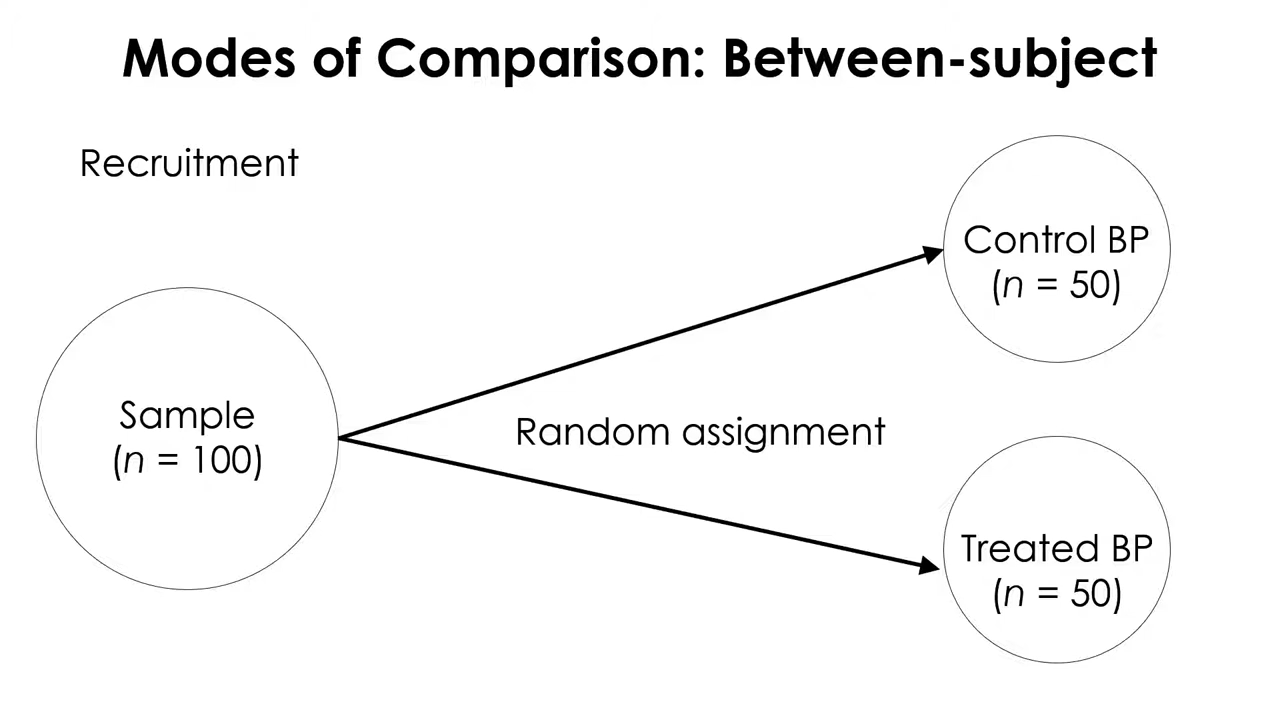 Modes of Comparison: Between-subject
Recruitment
Control BP
(n = 50)
Sample
(n = 100)
Random assignment
Treated BP
(n = 50)